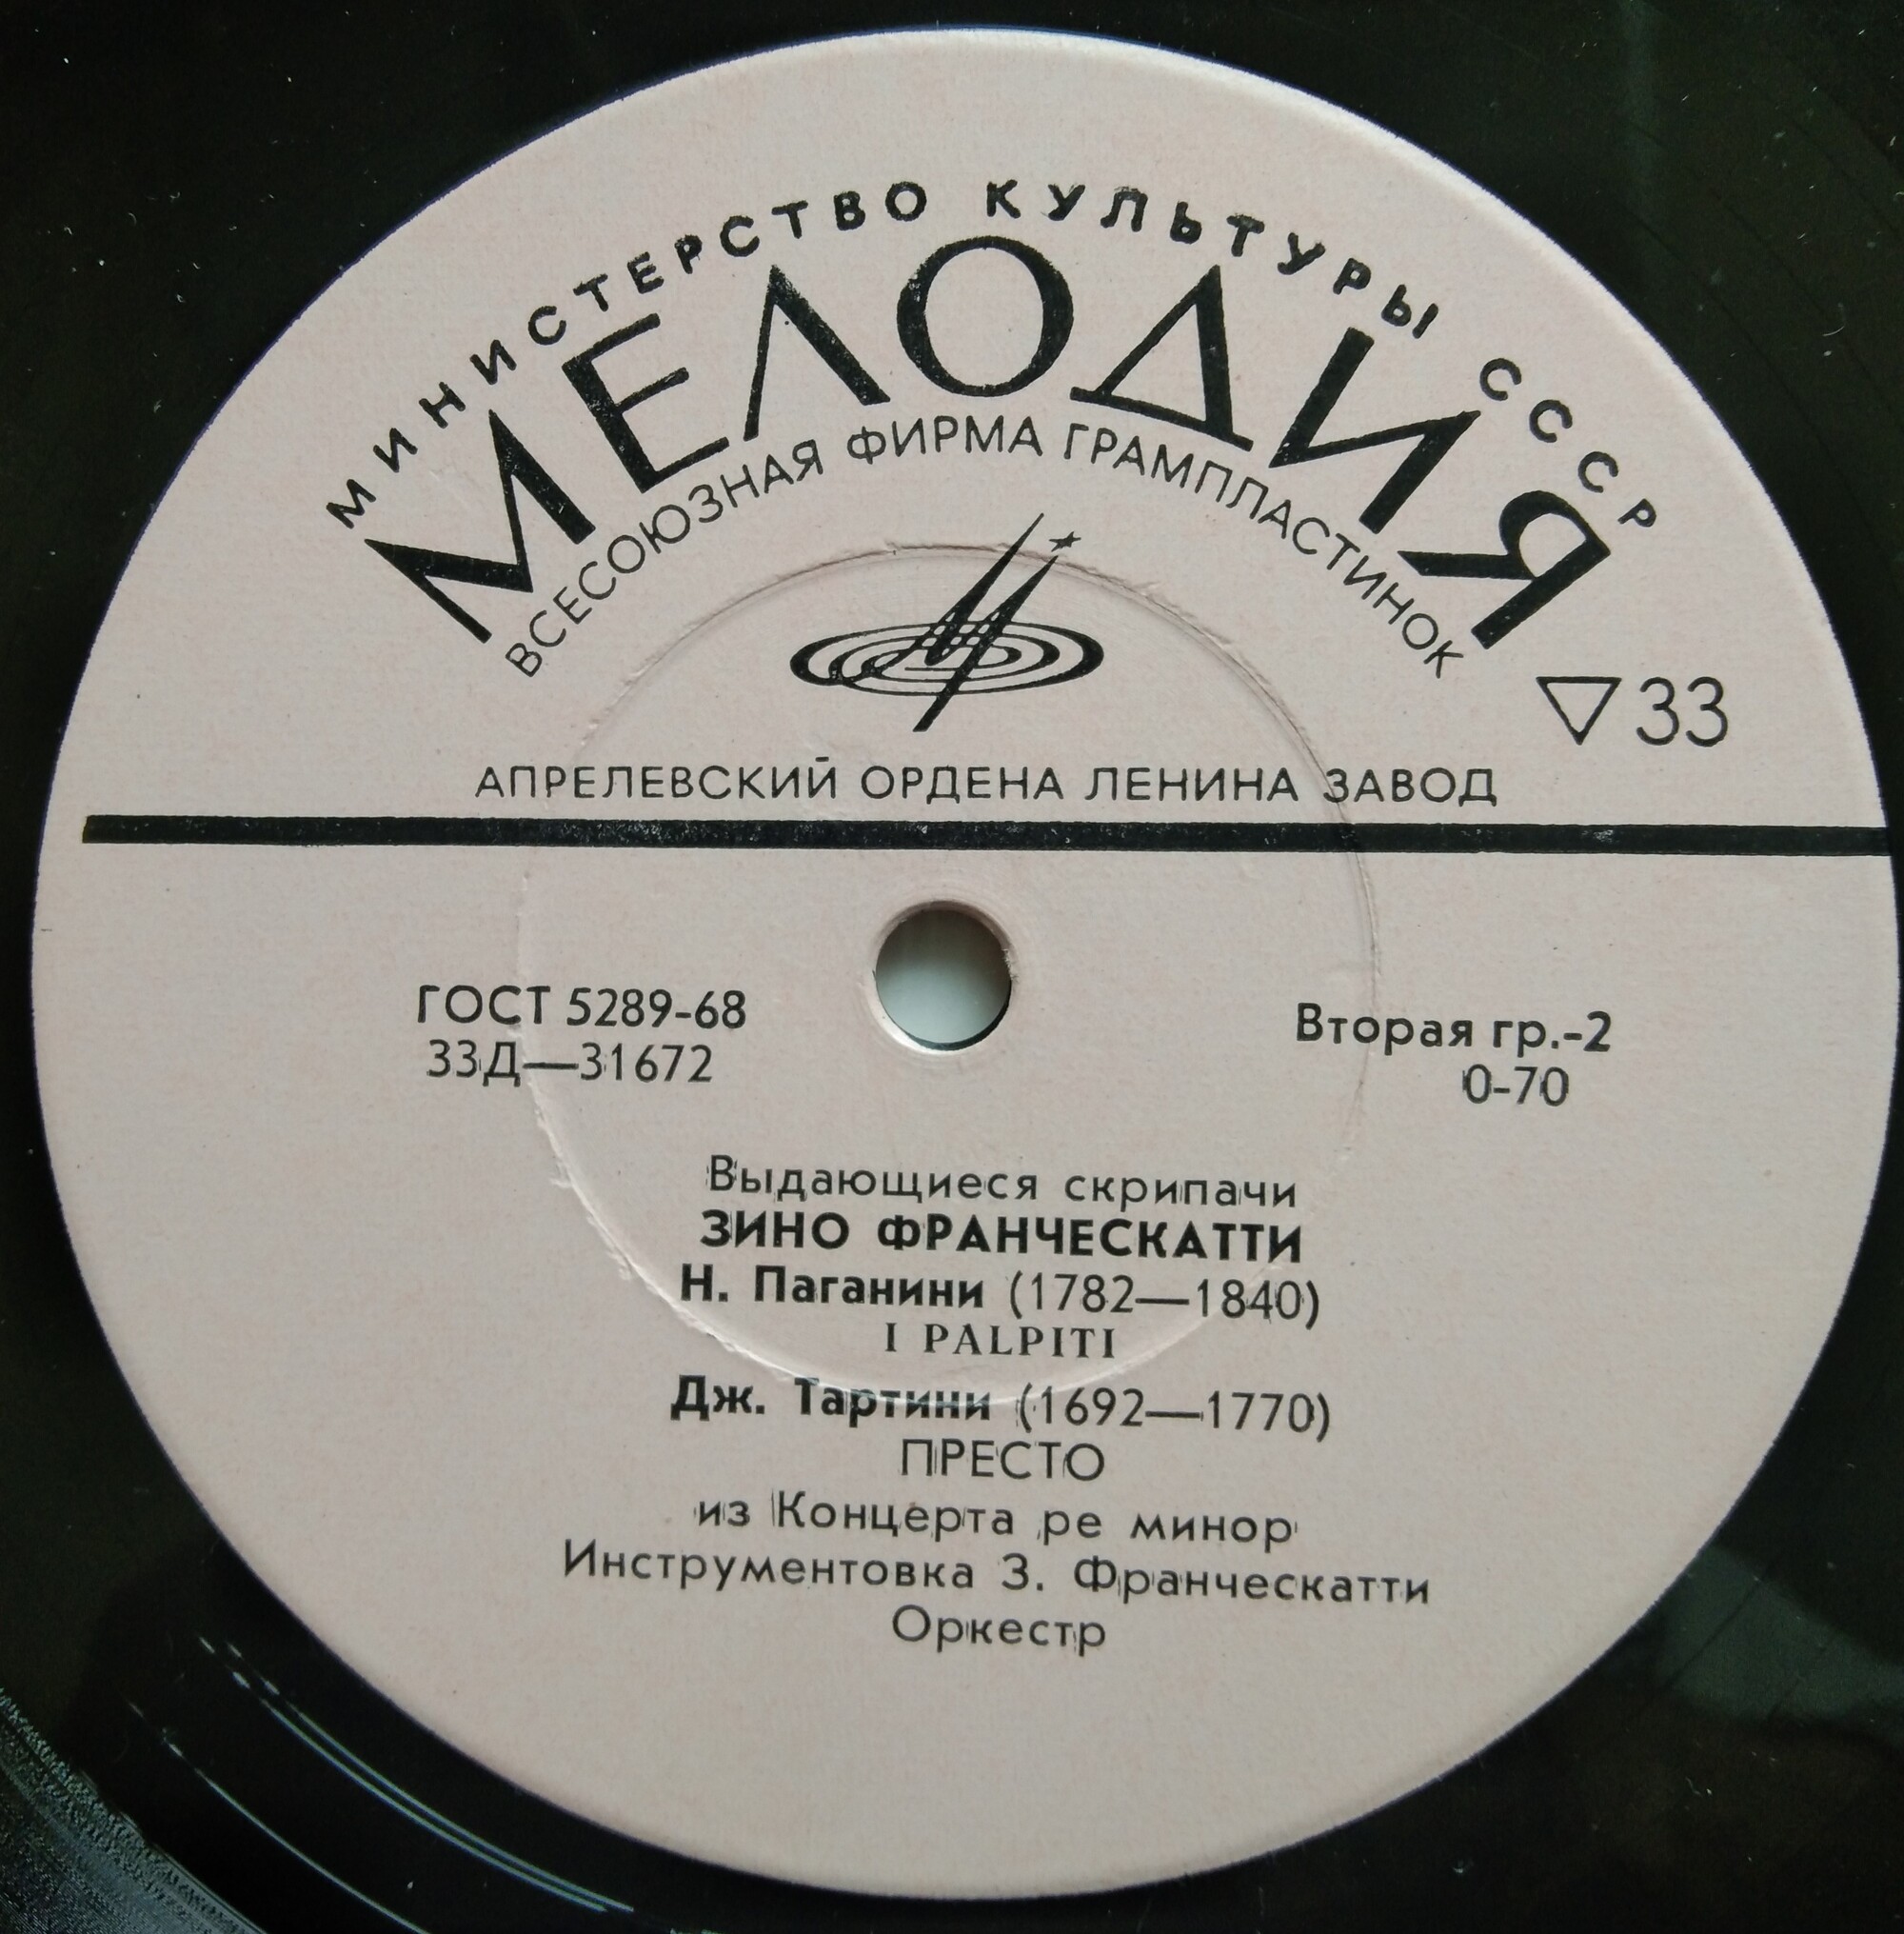 МИНИСТЕРСТВО КУЛЬТУРЫ СССР
МЕЛОДИЯ
ВСЕСОЮЗНАЯ ФИРМА ГРАМПЛАСТИНОК
33
АПРЕЛЕВСКИЙ ОРДЕНА ЛЕНИНА ЗАВОД
ГОСТ 5289-68
33Д—31672
Вторая гр.-2
0-70
Выдающиеся скрипачи
ЗИНО ФРАНЧЕСКАТТИ
Н. Паганини (1782—1840)
I PALPITI
Дж. Тартини (1692—1770)
ПРЕСТО
из Концерта ре минор
Инструментовка З. Франческатти
Оркестр